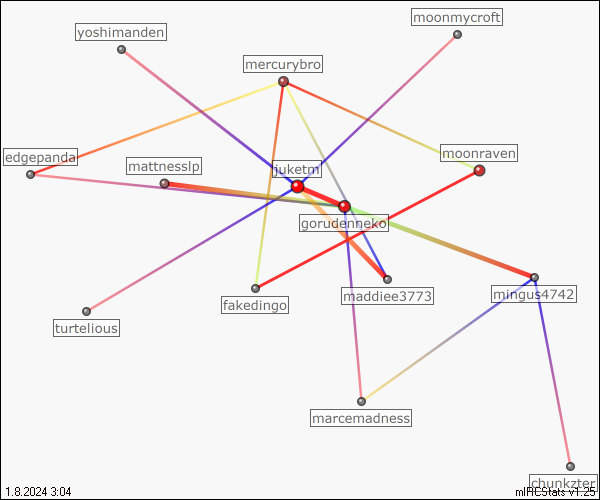 moonmycroft
yoshimanden
mercurybro
edgepanda
mattnesslp
juketm
moonraven
gorudenneko
fakedingo
maddiee3773
mingus4742
turtelious
marcemadness
chunkzter
1.8.2024 3:04
mIRCStats v1.25